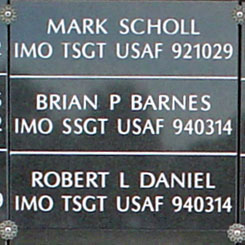 MARK SCHOLL
IMO TSGT USAF 921029
BRIAN P BARNES
IMO SSGT USAF 940314
ROBERT L DANIEL
IMO TSGT USAF 940314